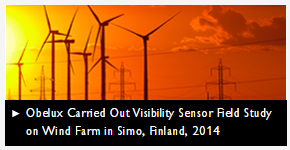 ► Obelux Carried Out Visibility Sensor Field Study
on Wind Farm in Simo, Finland, 2014